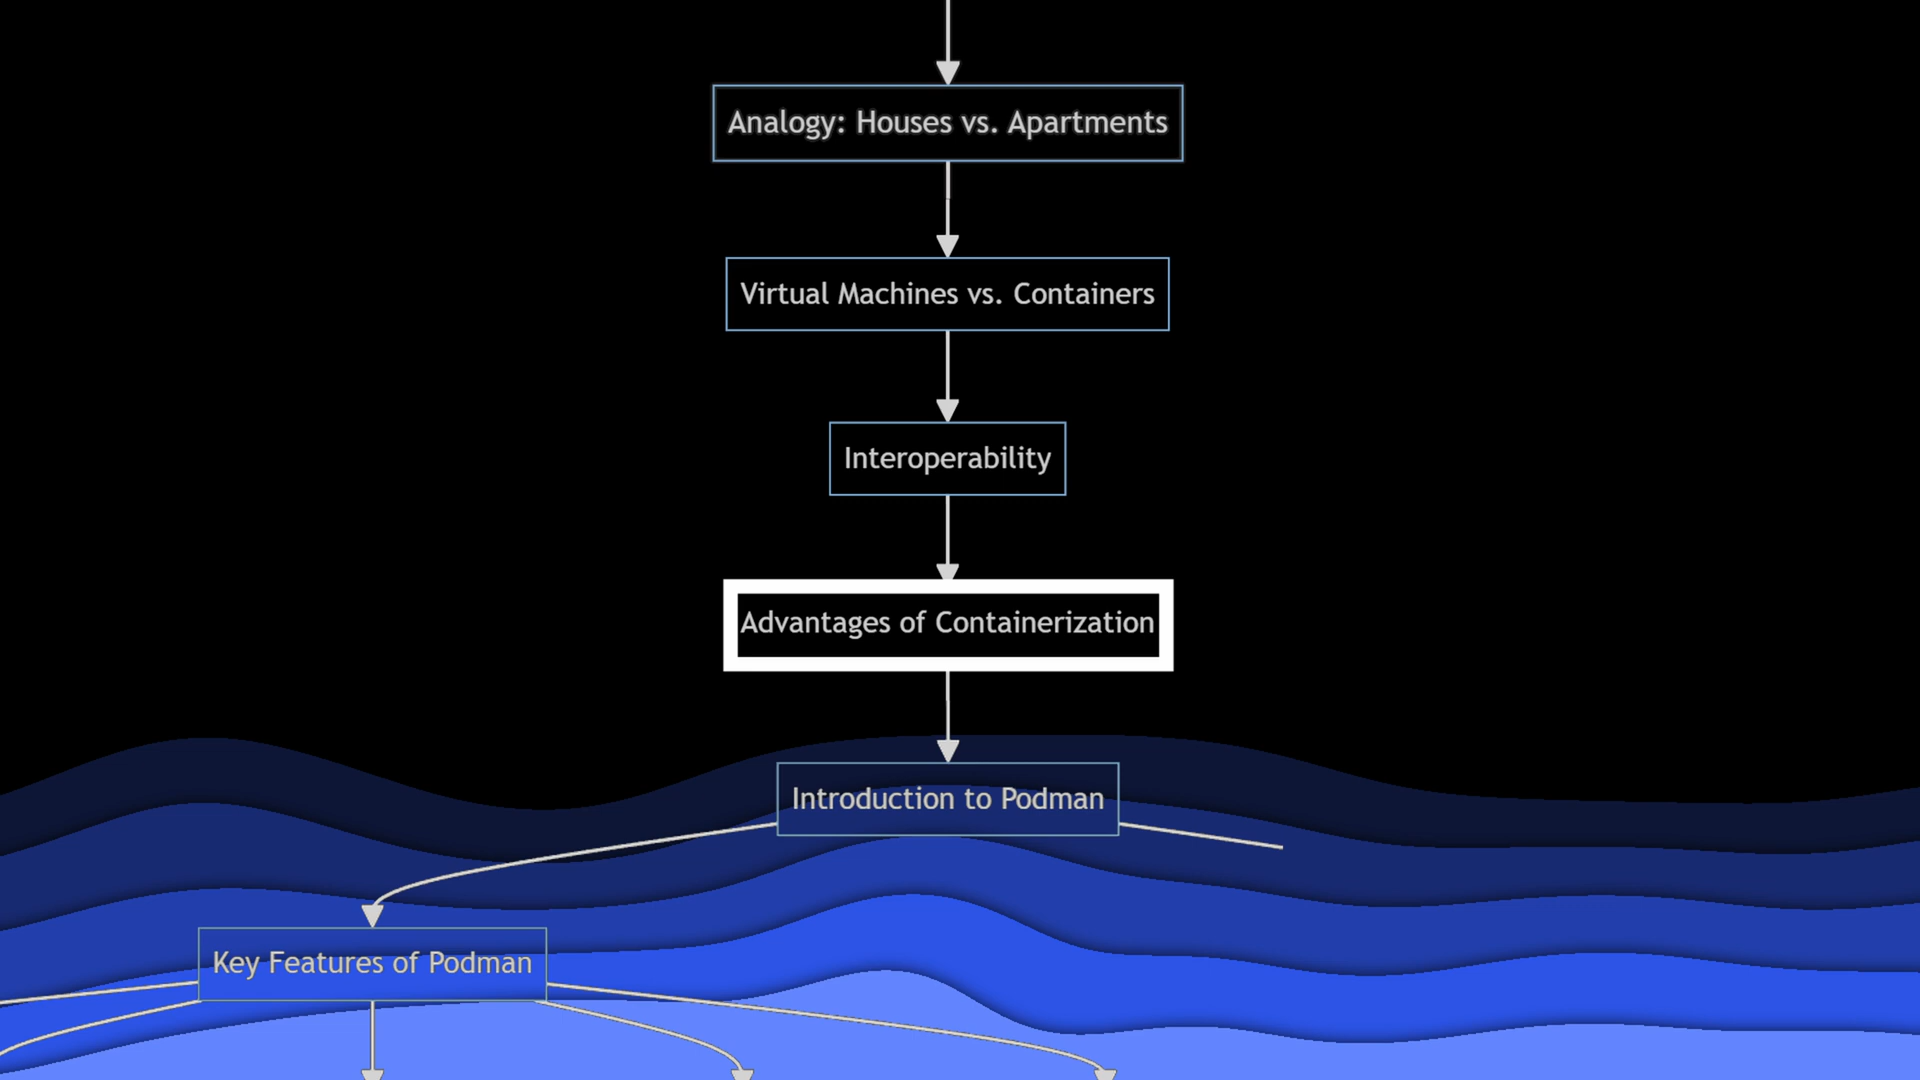 Analogy: Houses vs. Apartments
Virtual Machines vs. Containers
Interoperability
Advantages of Containerization
Introduction to Podman
Key Features of Podman